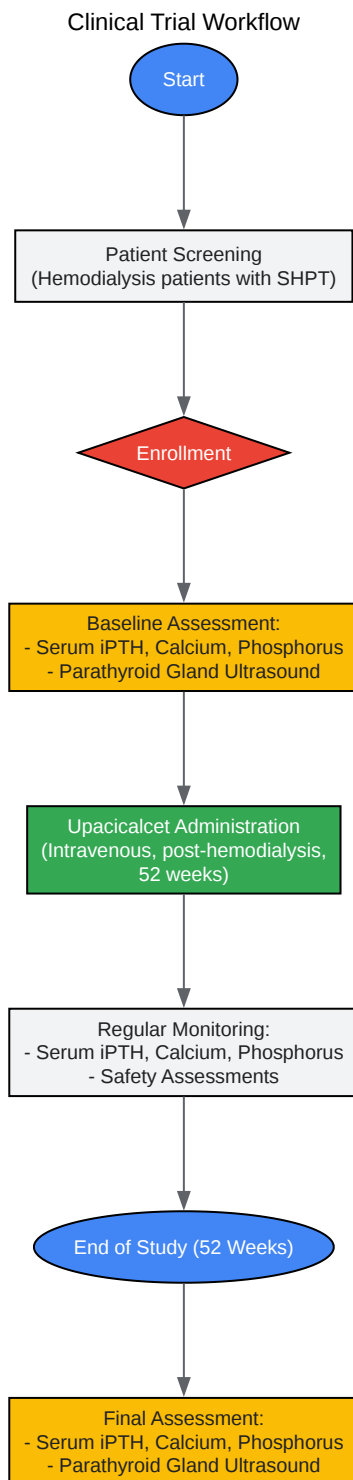 Clinical Trial Workflow
Start
Patient Screening
(Hemodialysis patients with SHPT)
Enrollment
Baseline Assessment:
- Serum iPTH, Calcium, Phosphorus
- Parathyroid Gland Ultrasound
Upacicalcet Administration
(Intravenous, post-hemodialysis,
52 weeks)
Regular Monitoring:
- Serum iPTH, Calcium, Phosphorus
- Safety Assessments
End of Study (52 Weeks)
Final Assessment:
- Serum iPTH, Calcium, Phosphorus
- Parathyroid Gland Ultrasound